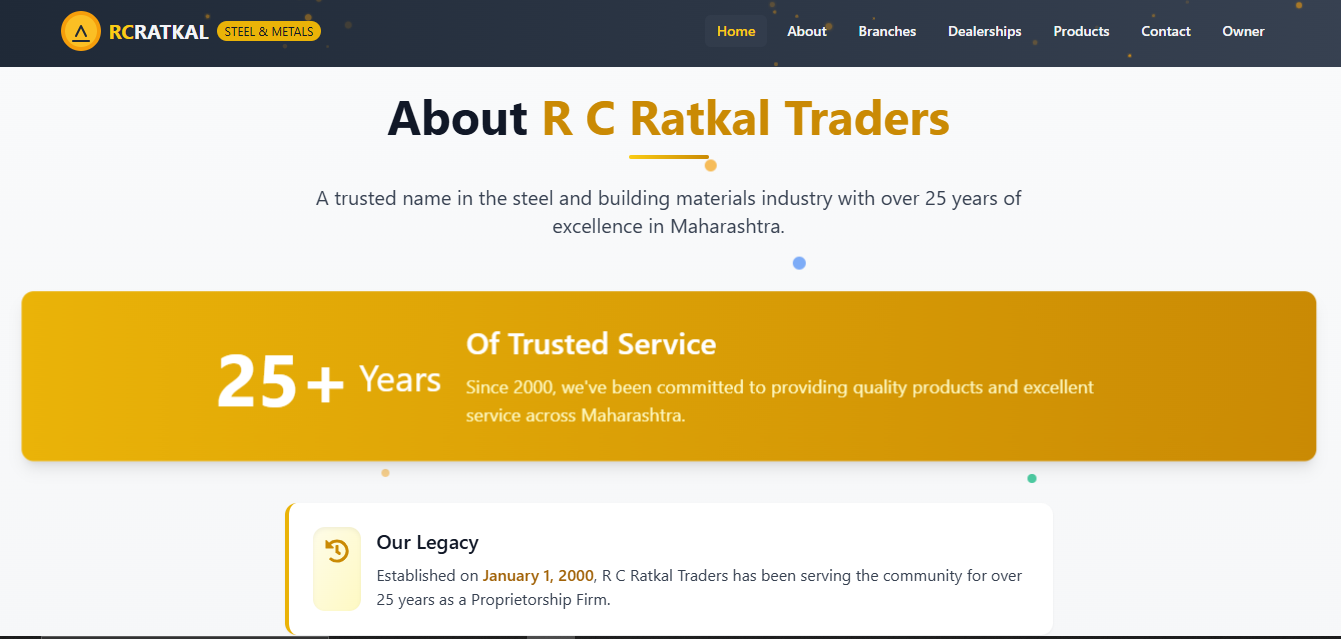 RCRATKAL STEEL & METALS Home About Branches Dealerships Products Contact Owner
About R C Ratkal Traders
A trusted name in the steel and building materials industry with over 25 years of
excellence in Maharashtra.
25+ Years
Of Trusted Service
Since 2000, we've been committed to providing quality products and excellent
service across Maharashtra.
Our Legacy
Established on January 1, 2000, R C Ratkal Traders has been serving the community for over
25 years as a Proprietorship Firm.